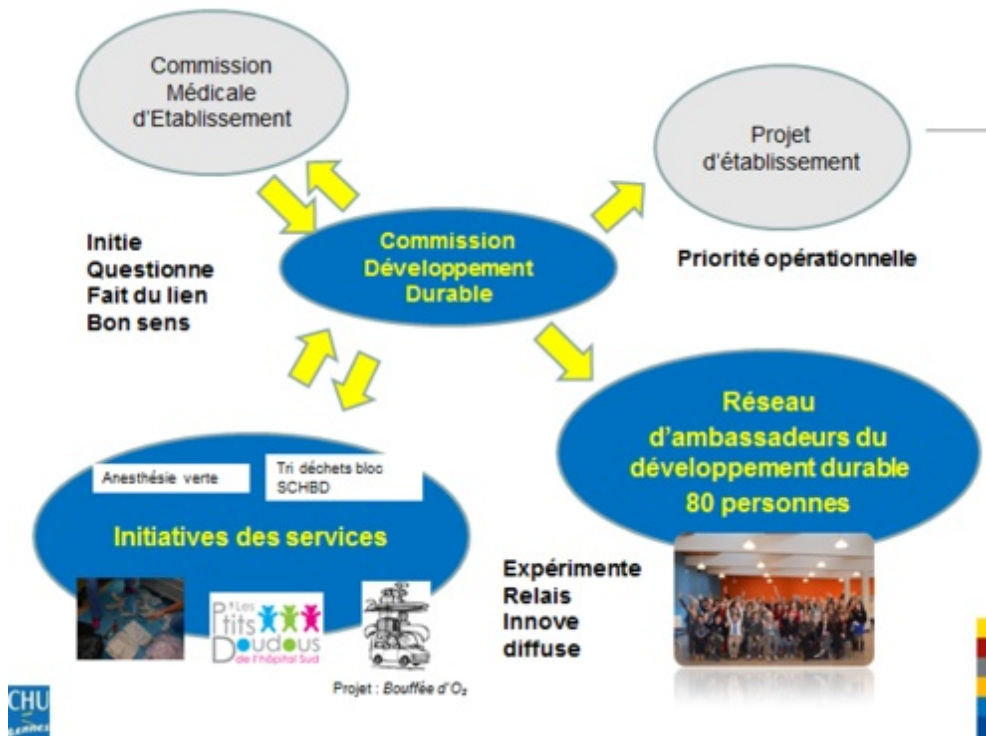 Commission
Médicale
d'Etablissement
Projet
d'établissement
Commission
Développement
Durable
Initie
Questionne
Fait du lien
Bon sens
Priorité opérationnelle
Réseau
d'ambassadeurs du
développement durable
80 personnes
Anesthésie verte
Tri déchets bloc
SCHBD
Initiatives des services
Expérimente
Relais
Innove
diffuse
Les
P'tits
Doudous
de l'hôpital Sud
Projet : Bouffée d'O₂
CHU
Rennes